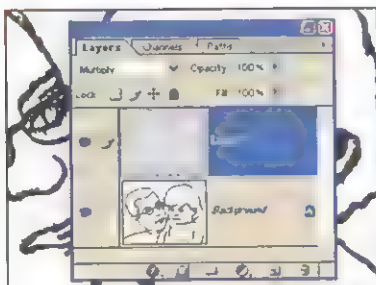 Layers Channels Paths
Multiply Opacity: 100%
Lock: Fill: 100%
Background